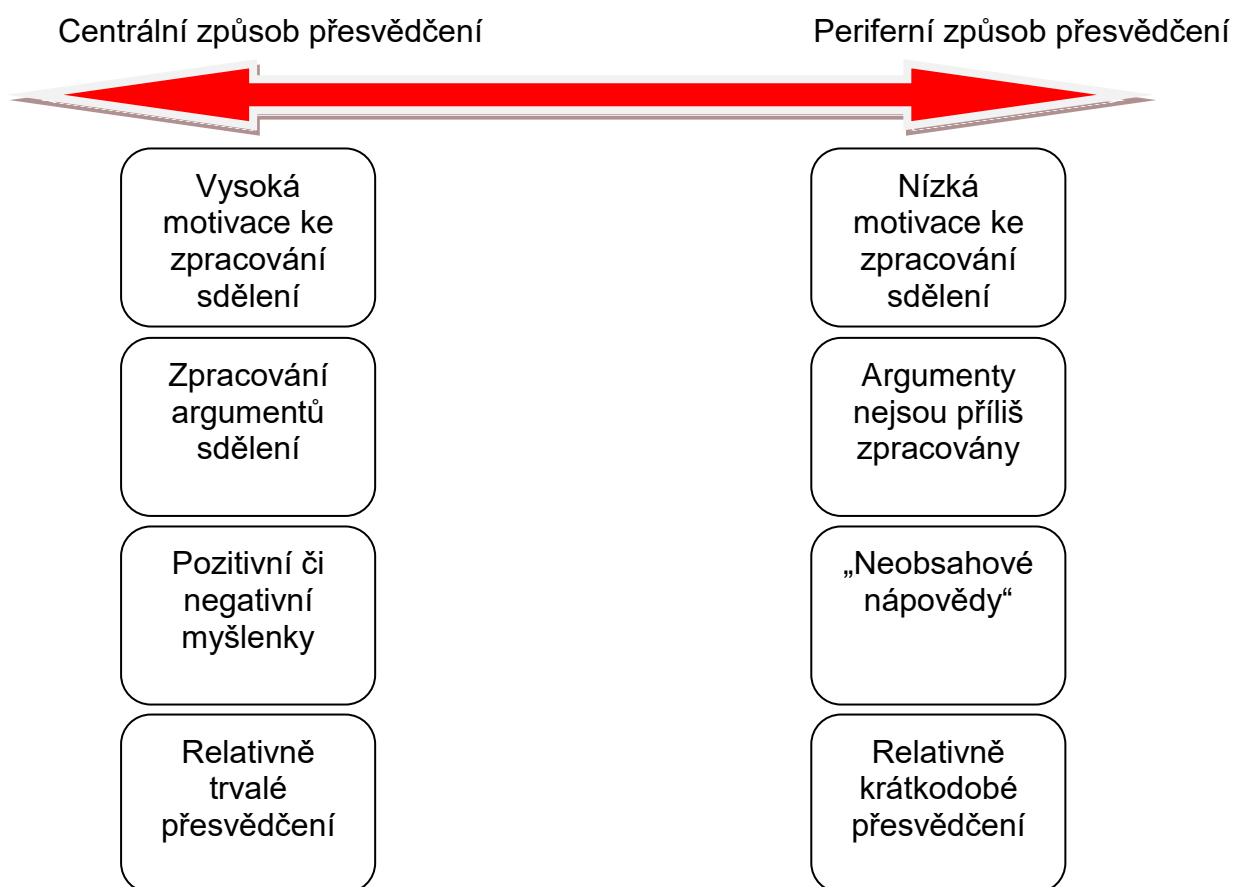 Centrální způsob přesvědčení
Periferní způsob přesvědčení
Vysoká
motivace ke
zpracování
sdělení
Nízká
motivace ke
zpracování
sdělení
Zpracování
argumentů
sdělení
Argumenty
nejsou příliš
zpracovány
Pozitivní či
negativní
myšlenky
„Neobsahové
nápovědy“
Relativně
trvalé
přesvědčení
Relativně
krátkodobé
přesvědčení